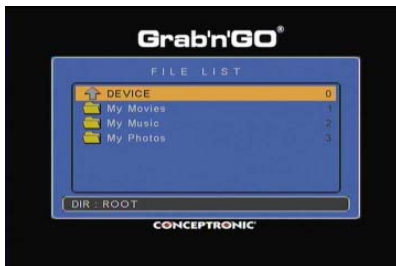 Grab'n'GO®
FILE LIST
DEVICE 0
My Movies 1
My Music 2
My Photos 3
DIR : ROOT
CONCEPTRONIC